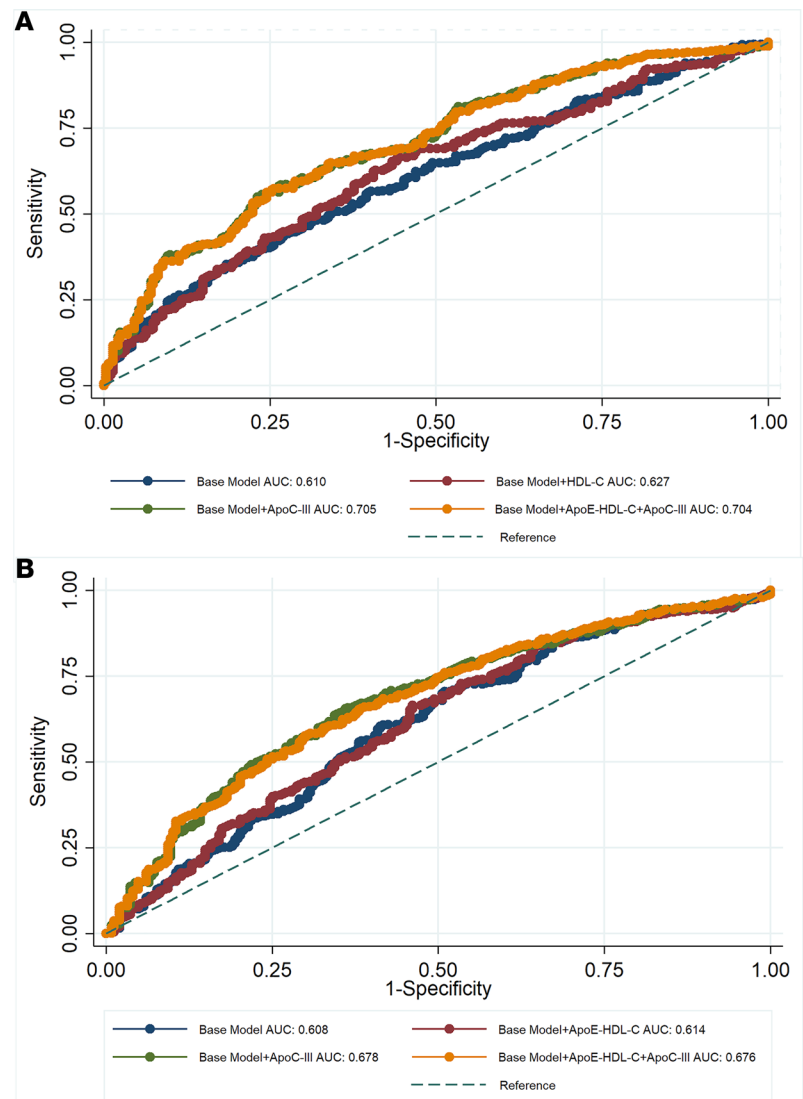 A
1.00
0.75
0.50
0.25
0.00
Sensitivity
0.00 0.25 0.50 0.75 1.00
1-Specificity
Base Model AUC: 0.610 Base Model+HDL-C AUC: 0.627
Base Model+ApoC-III AUC: 0.705 Base Model+ApoE-HDL-C+ApoC-III AUC: 0.704
Reference
B
1.00
0.75
0.50
0.25
0.00
Sensitivity
0.00 0.25 0.50 0.75 1.00
1-Specificity
Base Model AUC: 0.608 Base Model+ApoE-HDL-C AUC: 0.614
Base Model+ApoC-III AUC: 0.678 Base Model+ApoE-HDL-C+ApoC-III AUC: 0.676
Reference